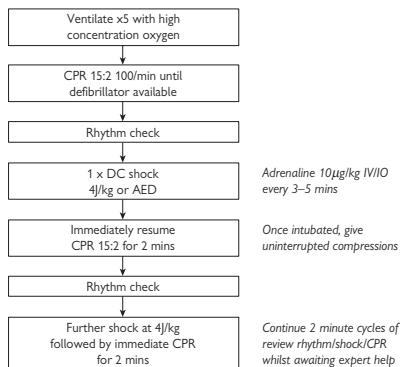 Ventilate x5 with high
concentration oxygen
CPR 15:2 100/min until
defibrillator available
Rhythm check
1 x DC shock
4J/kg or AED
Adrenaline 10µg/kg IV/IO
every 3–5 mins
Immediately resume
CPR 15:2 for 2 mins
Once intubated, give
uninterrupted compressions
Rhythm check
Further shock at 4J/kg
followed by immediate CPR
for 2 mins
Continue 2 minute cycles of
review rhythm/shock/CPR
whilst awaiting expert help